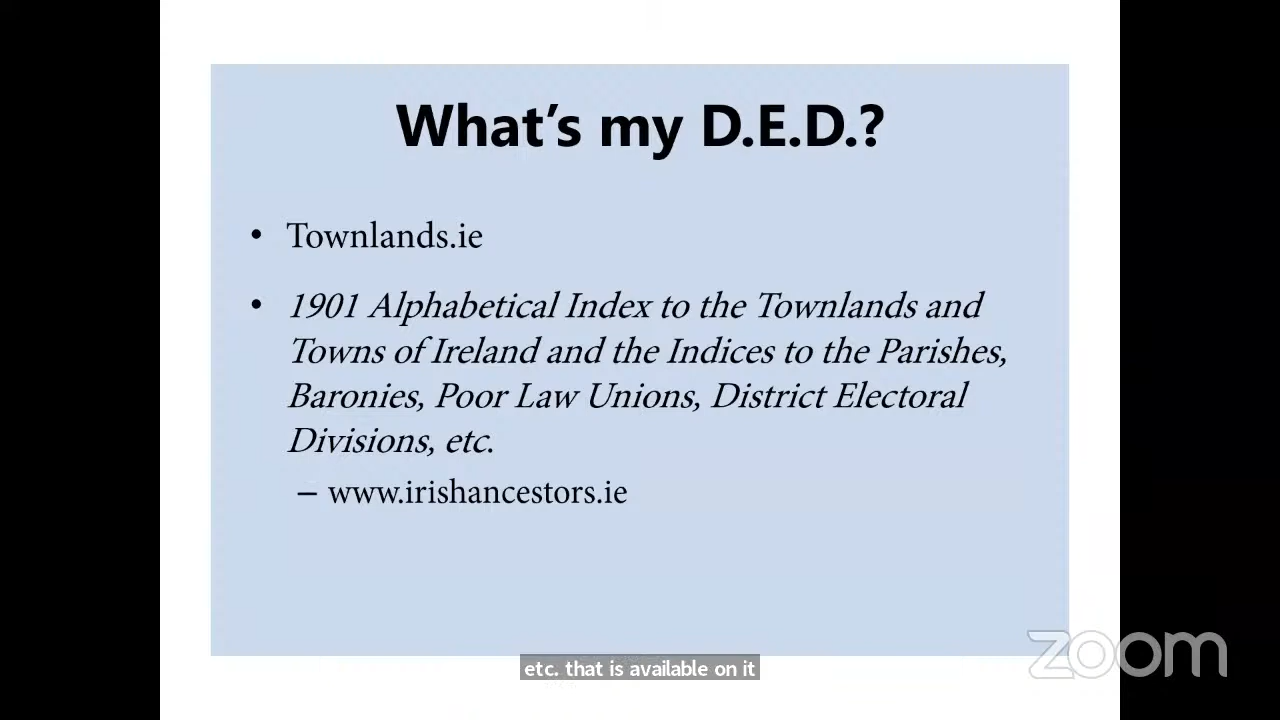 What's my D.E.D.?
• Townlands.ie
• 1901 Alphabetical Index to the Townlands and
Towns of Ireland and the Indices to the Parishes,
Baronies, Poor Law Unions, District Electoral
Divisions, etc.
– www.irishancestors.ie
etc. that is available on it
zoom